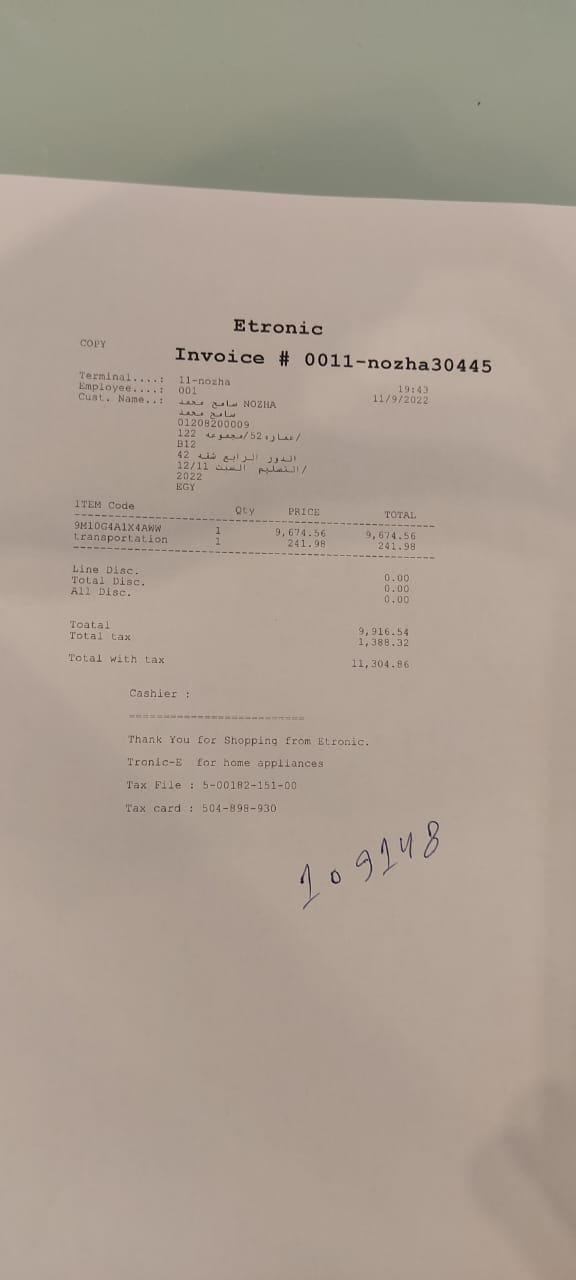 Etronic
COPY
Invoice # 0011-nozha30445
Terminal....: 11-nozha 19:43
Employee....: 001 11/9/2022
Cust. Name..: سامح محمد NOZHA
سامح محمد
01208200009
عماره 52/مجموعه 122/
B12
الدور الرابع شقه 42
التسليم السبت 12/11/
2022
EGY
ITEM Code Qty PRICE TOTAL
9M10G4A1X4AWW 1 9,674.56 9,674.56
transportation 1 241.98 241.98
Line Disc. 0.00
Total Disc. 0.00
All Disc. 0.00
Toatal 9,916.54
Total tax 1,388.32
Total with tax 11,304.86
Cashier :
Thank You for Shopping from Etronic.
Tronic-E for home appliances
Tax File : 5-00182-151-00
Tax card : 504-898-930
109148